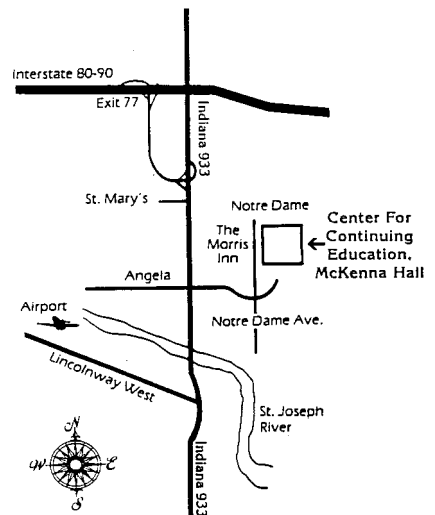 Interstate 80-90
Exit 77
Indiana 933
St. Mary's
Notre Dame
The
Morris
Inn
Center For
Continuing
Education,
McKenna Hall
Angela
Airport
Notre Dame Ave.
Lincolnway West
St. Joseph
River
N
W
E
S
Indiana 933